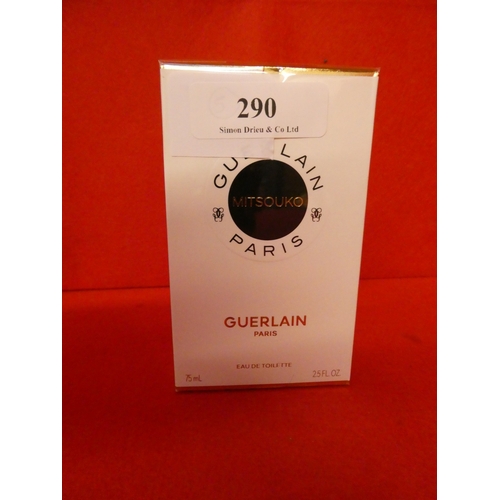 290
Simon Drieu & Co Ltd
GUERLAIN
MITSOUKO
PARIS
GUERLAIN
PARIS
EAU DE TOILETTE
75 mL 2.5 FL. OZ.